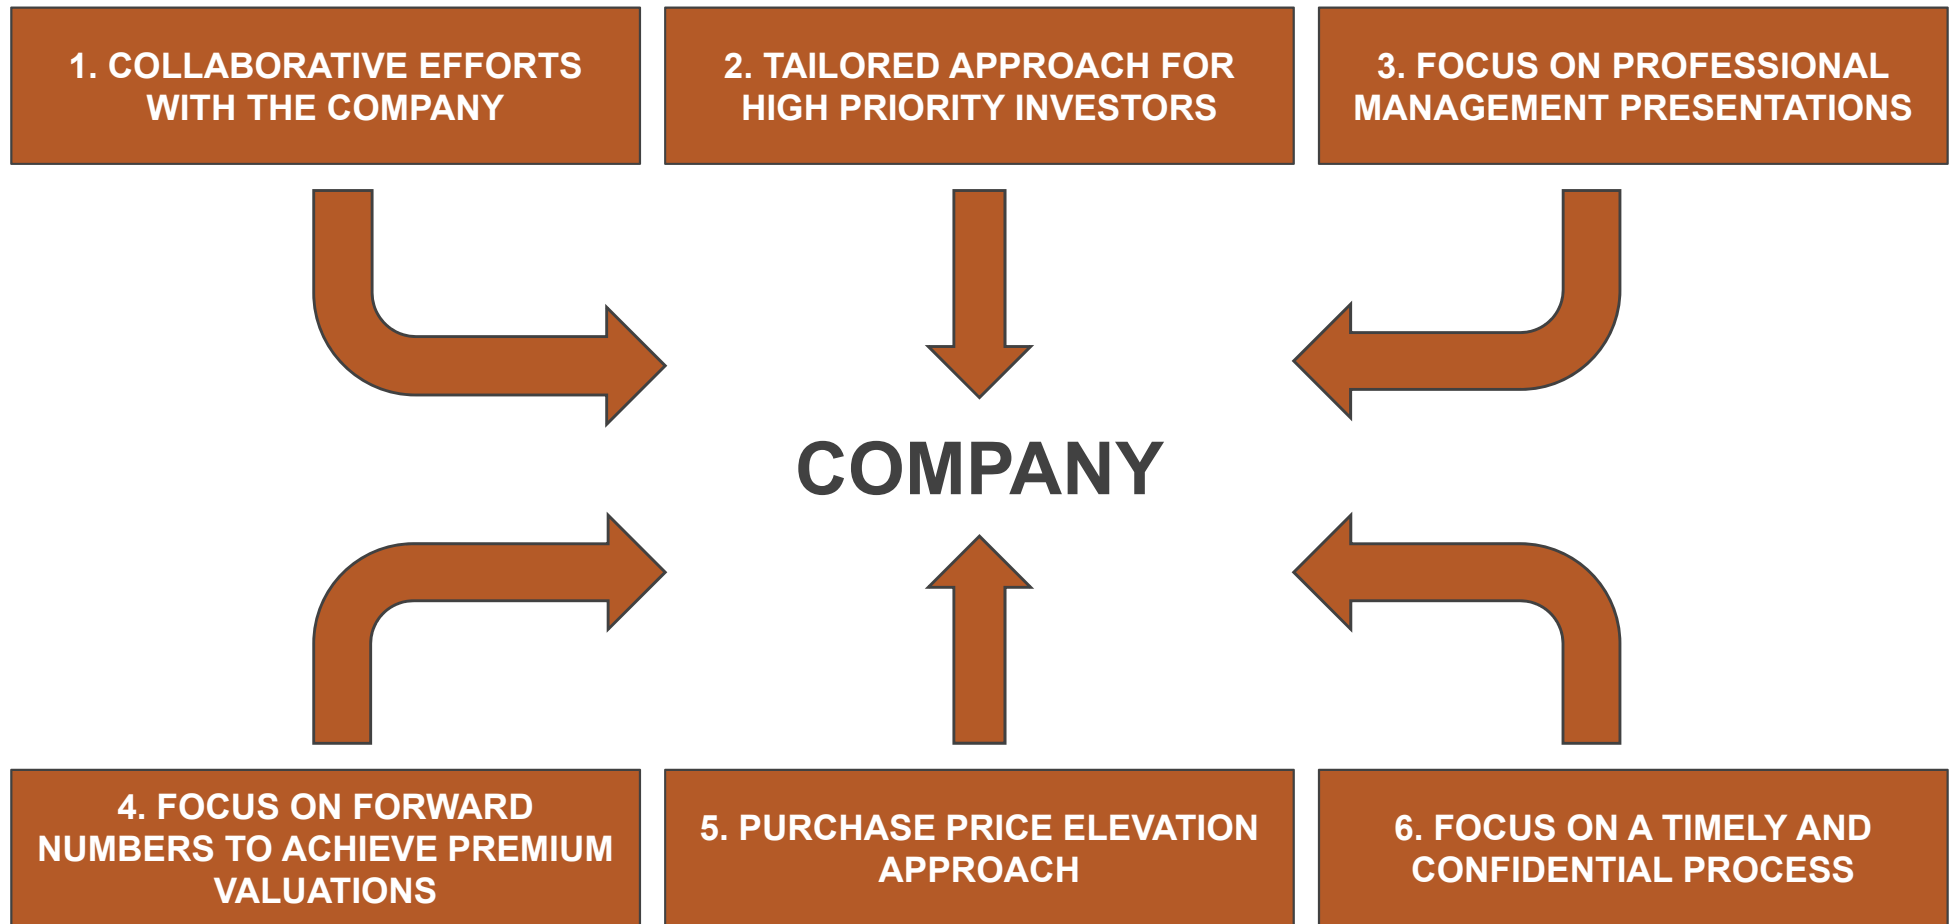 1. COLLABORATIVE EFFORTS
WITH THE COMPANY
2. TAILORED APPROACH FOR
HIGH PRIORITY INVESTORS
3. FOCUS ON PROFESSIONAL
MANAGEMENT PRESENTATIONS
COMPANY
4. FOCUS ON FORWARD
NUMBERS TO ACHIEVE PREMIUM
VALUATIONS
5. PURCHASE PRICE ELEVATION
APPROACH
6. FOCUS ON A TIMELY AND
CONFIDENTIAL PROCESS